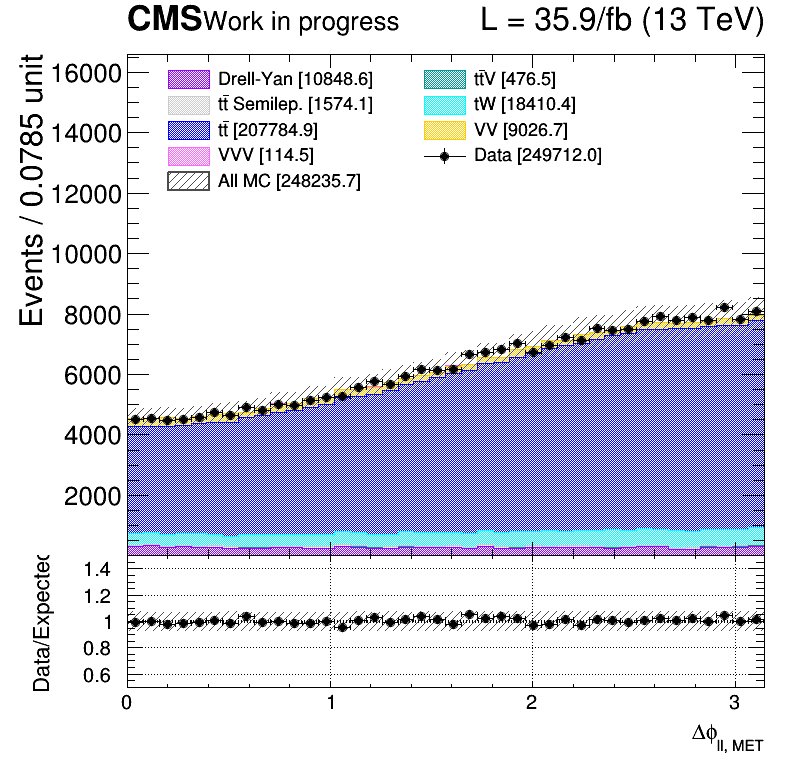 CMS Work in progress L = 35.9/fb (13 TeV)
Events / 0.0785 unit
16000
14000
12000
10000
8000
6000
4000
2000
Drell-Yan [10848.6]
tt̄ Semilep. [1574.1]
tt̄ [207784.9]
VVV [114.5]
All MC [248235.7]
tt̄V [476.5]
tW [18410.4]
VV [9026.7]
Data [249712.0]
Data/Expected
1.4
1.2
1
0.8
0.6
0 1 2 3
Δϕll, MET